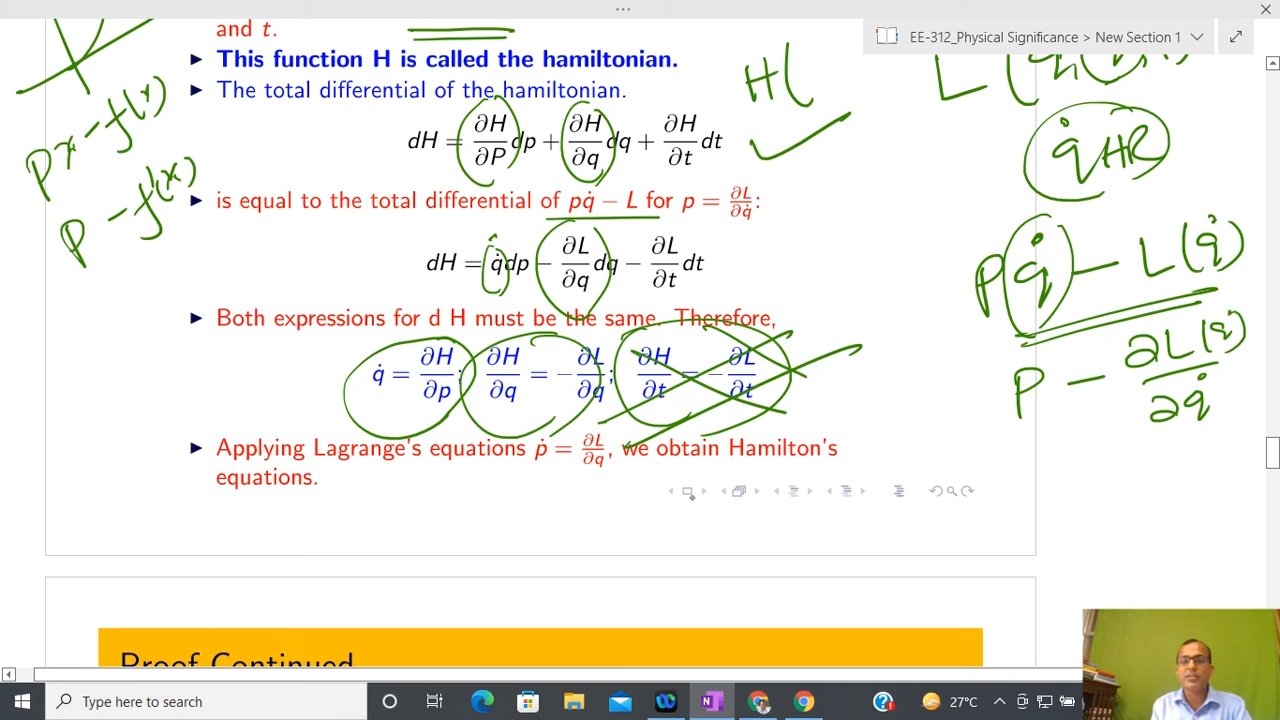 EE-312_Physical Significance > New Section 1
and t.
► This function H is called the hamiltonian.
► The total differential of the hamiltonian.
dH = ∂H/∂P dp + ∂H/∂q dq + ∂H/∂t dt
► is equal to the total differential of pq̇ − L for p = ∂L/∂q̇:
dH = q̇dp − ∂L/∂q dq − ∂L/∂t dt
► Both expressions for d H must be the same. Therefore,
q̇ = ∂H/∂p; ∂H/∂q = −∂L/∂q; ∂H/∂t = −∂L/∂t
► Applying Lagrange's equations ṗ = ∂L/∂q, we obtain Hamilton's
equations.
px − f(x)
p − f'(x)
H(
L(
q̇
Pq̇ − L(q̇)
P − ∂L(q̇)/∂q̇
Proof Continued
Type here to search
27°C